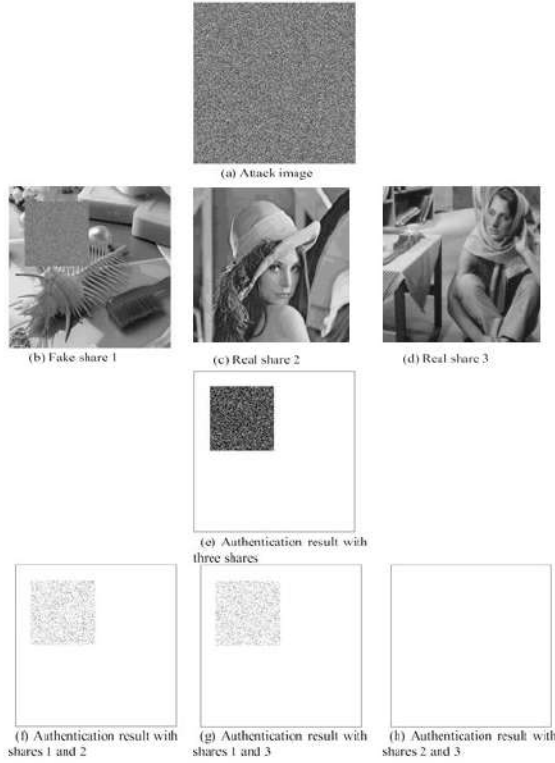 (a) Attack image
(b) Fake share 1
(c) Real share 2
(d) Real share 3
(e) Authentication result with
three shares
(f) Authentication result with
shares 1 and 2
(g) Authentication result with
shares 1 and 3
(h) Authentication result with
shares 2 and 3